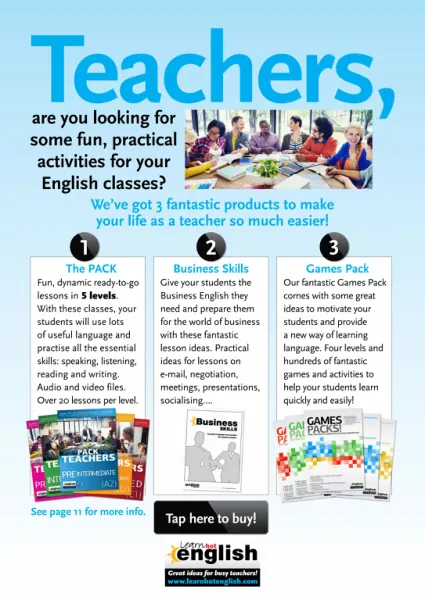 Teachers,
are you looking for
some fun, practical
activities for your
English classes?
We've got 3 fantastic products to make
your life as a teacher so much easier!
1
The PACK
Fun, dynamic ready-to-go
lessons in 5 levels.
With these classes, your
students will use lots
of useful language and
practise all the essential
skills: speaking, listening,
reading and writing.
Audio and video files.
Over 20 lessons per level.
PACK
TEACHERS
PRE INTERMEDIATE
(A2)
See page 11 for more info.
2
Business Skills
Give your students the
Business English they
need and prepare them
for the world of business
with these fantastic
lesson ideas. Practical
ideas for lessons on
e-mail, negotiation,
meetings, presentations,
socialising....
Business
SKILLS
3
Games Pack
Our fantastic Games Pack
comes with some great
ideas to motivate your
students and provide
a new way of learning
language. Four levels and
hundreds of fantastic
games and activities to
help your students learn
quickly and easily!
GAMES
PACKS!
Tap here to buy!
Learn hot
english
Great ideas for busy teachers!
www.learnhotenglish.com